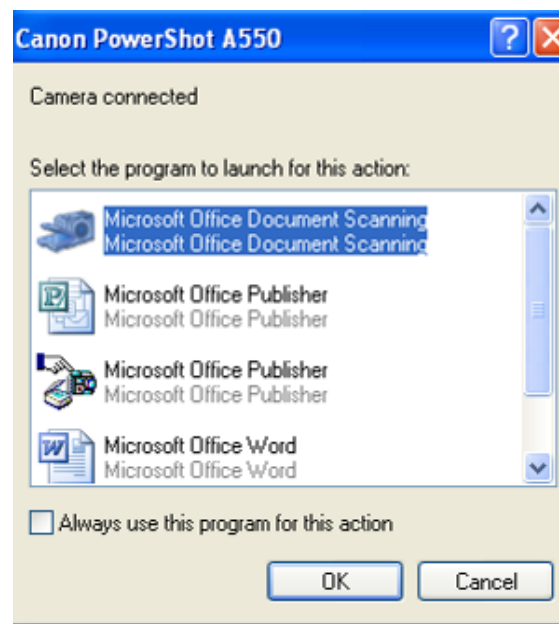 Canon PowerShot A550
Camera connected
Select the program to launch for this action:
Microsoft Office Document Scanning
Microsoft Office Document Scanning
Microsoft Office Publisher
Microsoft Office Publisher
Microsoft Office Publisher
Microsoft Office Publisher
Microsoft Office Word
Microsoft Office Word
Always use this program for this action
OK Cancel